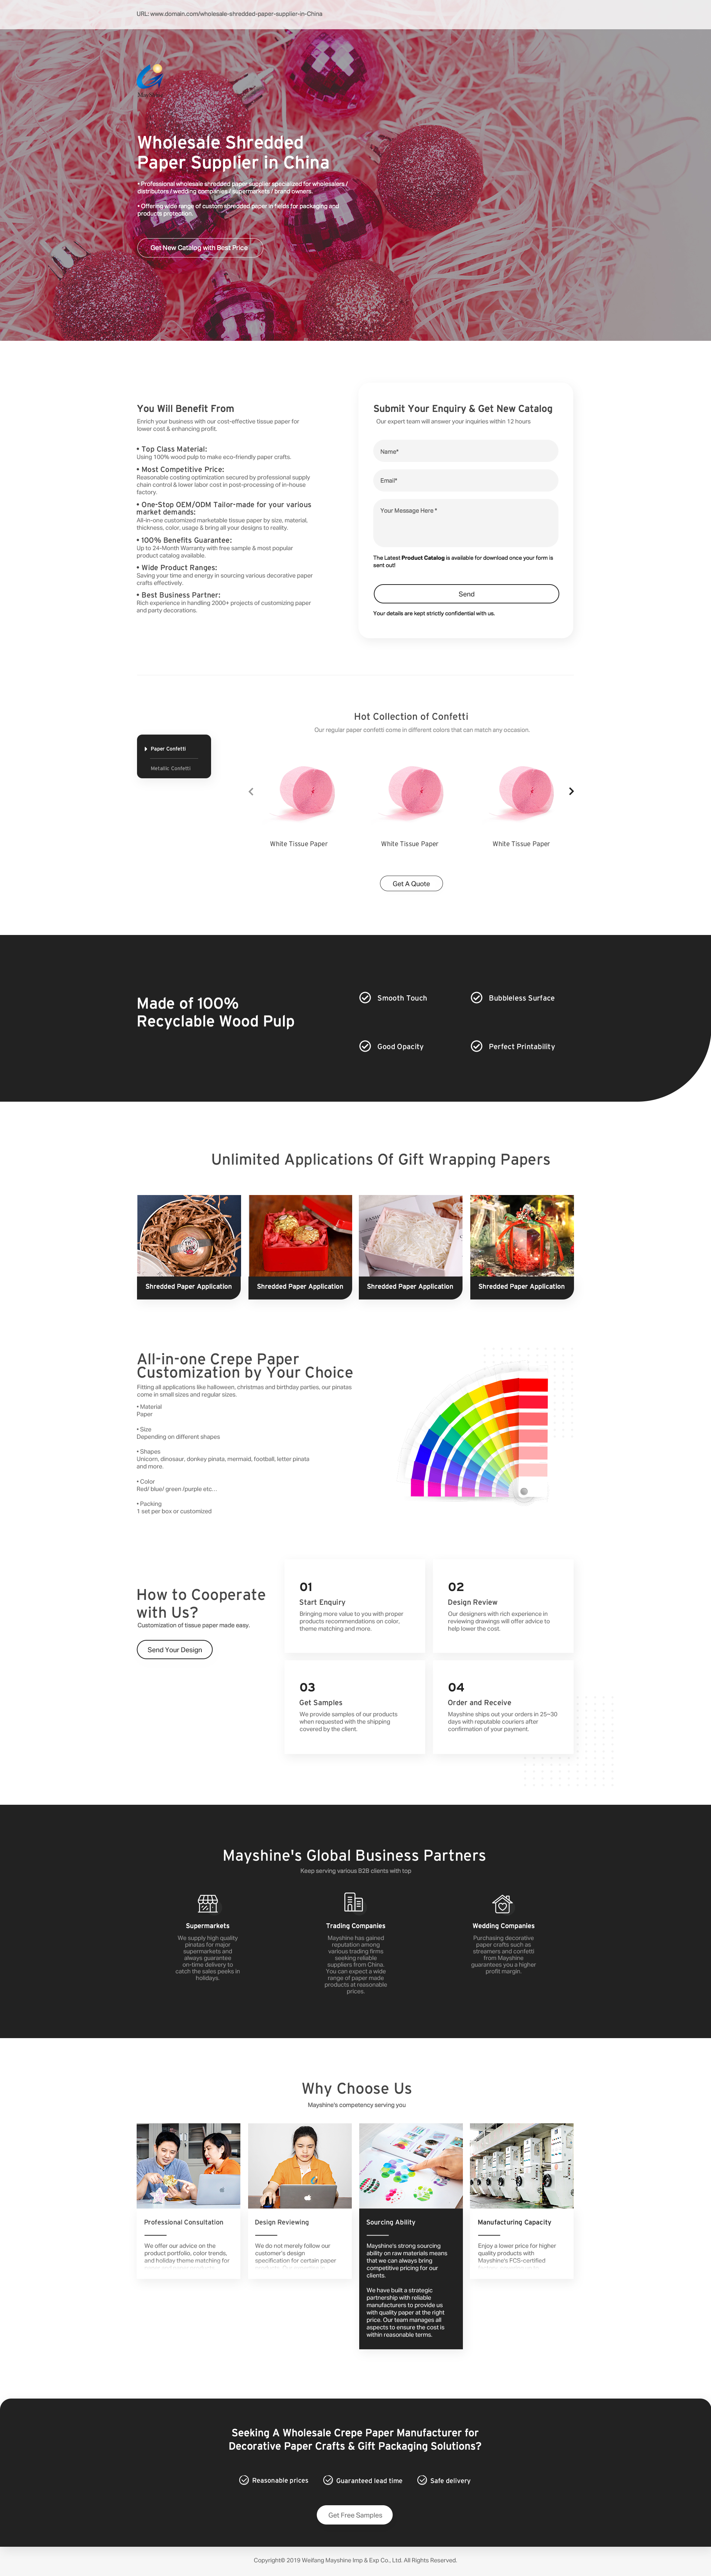 URL: www.domain.com/wholesale-shredded-paper-supplier-in-China
Wholesale Shredded
Paper Supplier in China
• Professional wholesale shredded paper supplier specialized for wholesalers /
distributors / wedding companies / supermarkets / brand owners.
• Offering wide range of custom shredded paper in fields for packaging and
products protection.
Get New Catalog with Best Price
You Will Benefit From
Enrich your business with our cost-effective tissue paper for
lower cost & enhancing profit.
• Top Class Material:
Using 100% wood pulp to make eco-friendly paper crafts.
• Most Competitive Price:
Reasonable costing optimization secured by professional supply
chain control & lower labor cost in post-processing of in-house
factory.
• One-Stop OEM/ODM Tailor-made for your various
market demands:
All-in-one customized marketable tissue paper by size, material,
thickness, color, usage & bring all your designs to reality.
• 100% Benefits Guarantee:
Up to 24-Month Warranty with free sample & most popular
product catalog available.
• Wide Product Ranges:
Saving your time and energy in sourcing various decorative paper
crafts effectively.
• Best Business Partner:
Rich experience in handling 2000+ projects of customizing paper
and party decorations.
Submit Your Enquiry & Get New Catalog
Our expert team will answer your inquiries within 12 hours
Name*
Email*
Your Message Here *
The Latest Product Catalog is available for download once your form is
sent out!
Send
Your details are kept strictly confidential with us.
Hot Collection of Confetti
Our regular paper confetti come in different colors that can match any occasion.
Paper Confetti
Metallic Confetti
White Tissue Paper
White Tissue Paper
White Tissue Paper
Get A Quote
Made of 100%
Recyclable Wood Pulp
Smooth Touch
Bubbleless Surface
Good Opacity
Perfect Printability
Unlimited Applications Of Gift Wrapping Papers
Shredded Paper Application
Shredded Paper Application
Shredded Paper Application
Shredded Paper Application
All-in-one Crepe Paper
Customization by Your Choice
Fitting all applications like halloween, christmas and birthday parties, our pinatas
come in small sizes and regular sizes.
• Material
Paper
• Size
Depending on different shapes
• Shapes
Unicorn, dinosaur, donkey pinata, mermaid, football, letter pinata
and more.
• Color
Red/ blue/ green /purple etc...
• Packing
1 set per box or customized
How to Cooperate
with Us?
Customization of tissue paper made easy.
Send Your Design
01
Start Enquiry
Bringing more value to you with proper
products recommendations on color,
theme matching and more.
02
Design Review
Our designers with rich experience in
reviewing drawings will offer advice to
help lower the cost.
03
Get Samples
We provide samples of our products
when requested with the shipping
covered by the client.
04
Order and Receive
Mayshine ships out your orders in 25~30
days with reputable couriers after
confirmation of your payment.
Mayshine's Global Business Partners
Keep serving various B2B clients with top
Supermarkets
We supply high quality
pinatas for major
supermarkets and
always guarantee
on-time delivery to
catch the sales peeks in
holidays.
Trading Companies
Mayshine has gained
reputation among
various trading firms
seeking reliable
suppliers from China.
You can expect a wide
range of paper made
products at reasonable
prices.
Wedding Companies
Purchasing decorative
paper crafts such as
streemers and confetti
from Mayshine
guarantees you a higher
profit margin.
Why Choose Us
Mayshine's competency serving you
Professional Consultation
We offer our advice on the
product portfolio, color trends,
and holiday theme matching for
Design Reviewing
We do not merely follow our
customer's design
specification for certain paper
Sourcing Ability
Mayshine's strong sourcing
ability on raw materials means
that we can always bring
competitive pricing for our
clients.
We have built a strategic
partnership with reliable
manufacturers to provide us
with quality paper at the right
price. Our team manages all
aspects to ensure the cost is
within reasonable terms.
Manufacturing Capacity
Enjoy a lower price for higher
quality products with
Mayshine's FCS-certified
Seeking A Wholesale Crepe Paper Manufacturer for
Decorative Paper Crafts & Gift Packaging Solutions?
Reasonable prices
Guaranteed lead time
Safe delivery
Get Free Samples
Copyright© 2019 Weifang Mayshine Imp & Exp Co., Ltd. All Rights Reserved.